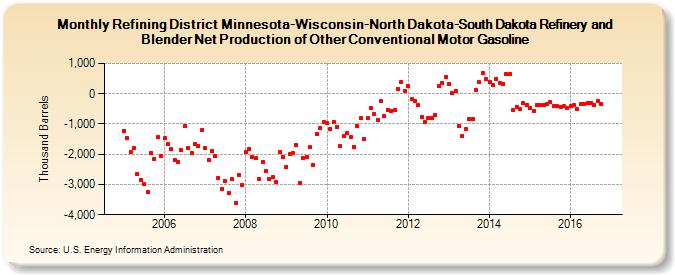 Monthly Refining District Minnesota-Wisconsin-North Dakota-South Dakota Refinery and
Blender Net Production of Other Conventional Motor Gasoline
Thousand Barrels
1,000
0
-1,000
-2,000
-3,000
-4,000
2006 2008 2010 2012 2014 2016
Source: U.S. Energy Information Administration